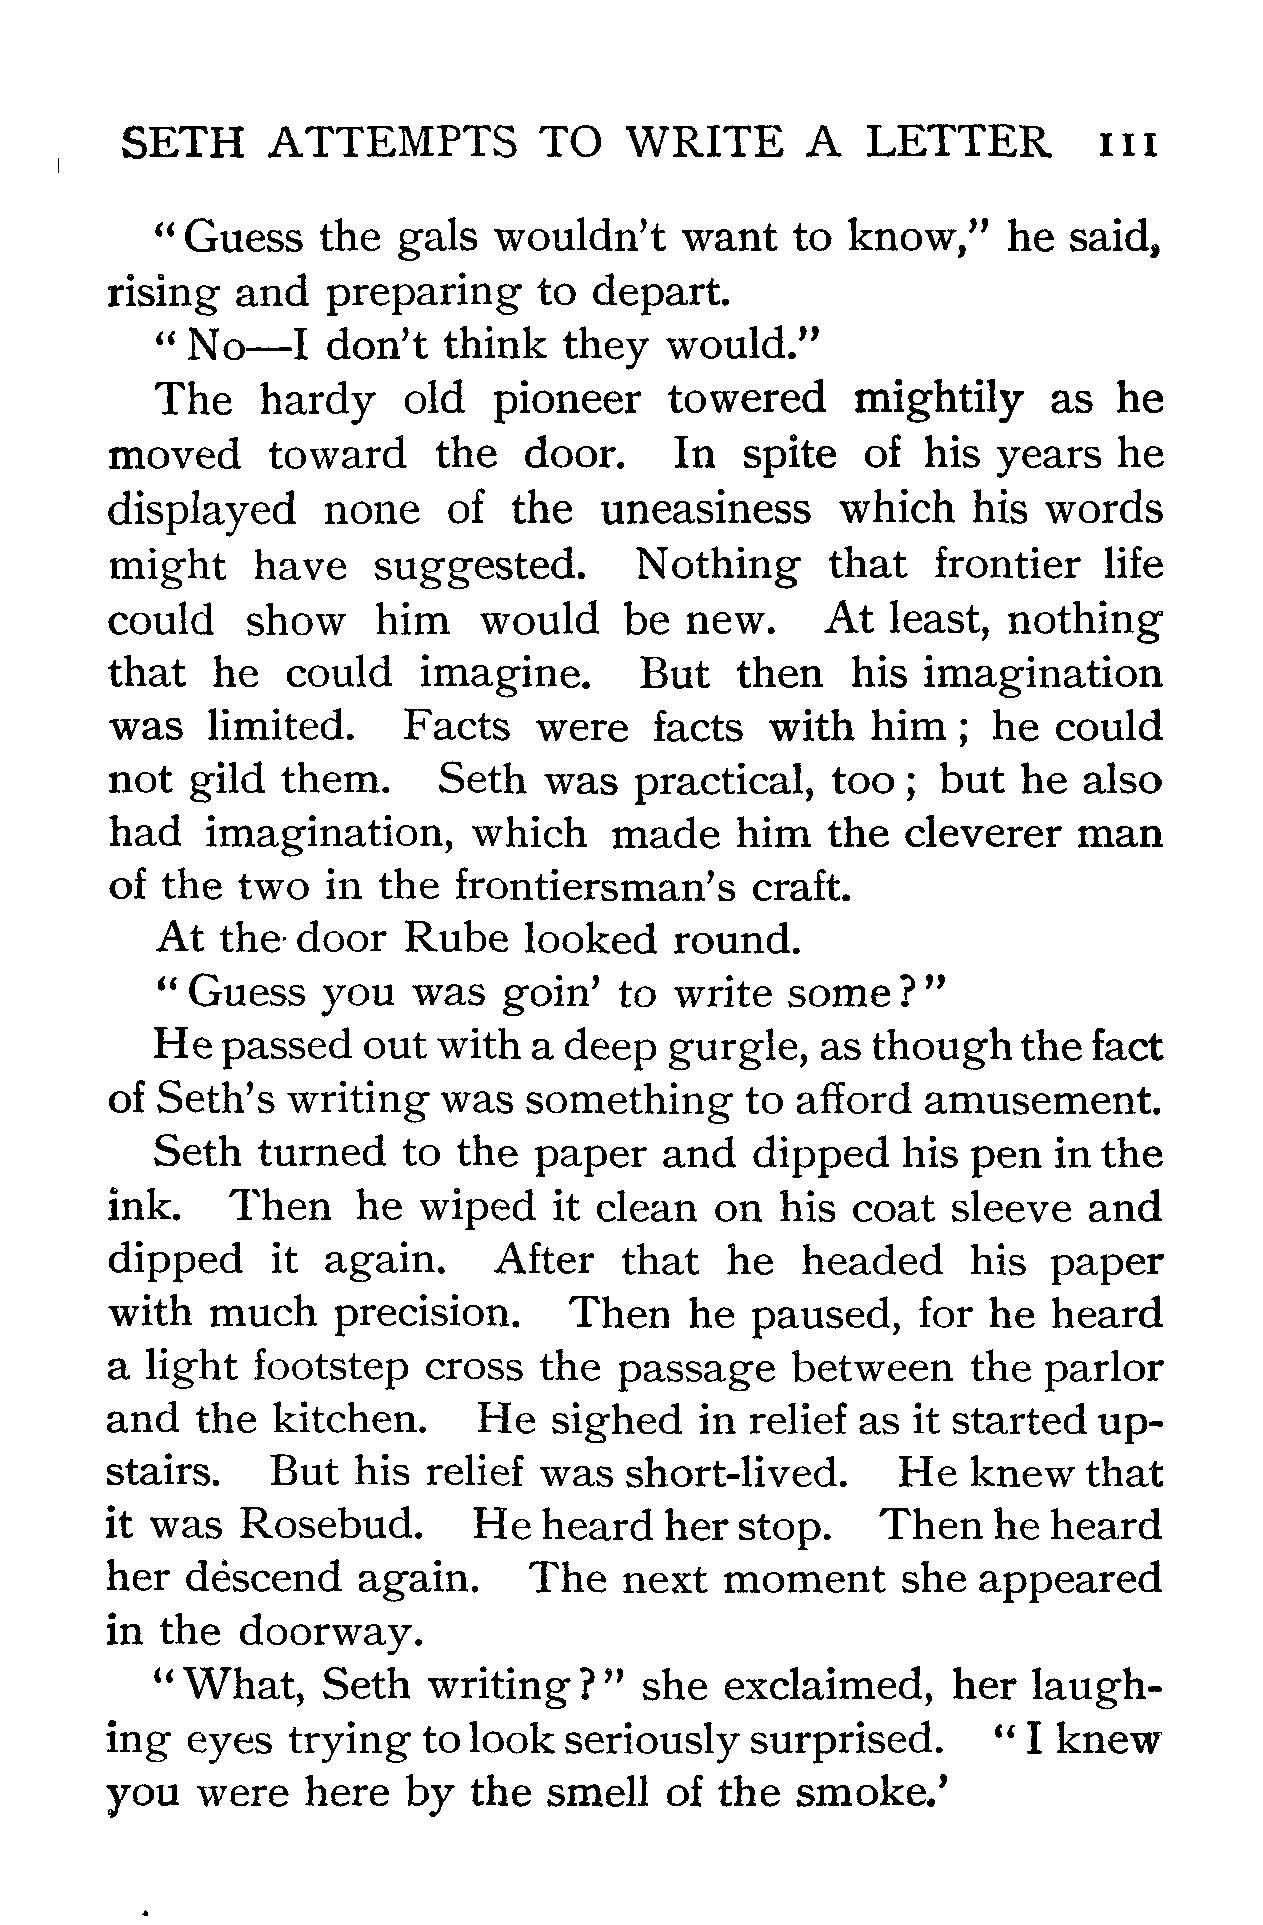 SETH ATTEMPTS TO WRITE A LETTER 111
"Guess the gals wouldn't want to know," he said,
rising and preparing to depart.
"No—I don't think they would."
The hardy old pioneer towered mightily as he
moved toward the door. In spite of his years he
displayed none of the uneasiness which his words
might have suggested. Nothing that frontier life
could show him would be new. At least, nothing
that he could imagine. But then his imagination
was limited. Facts were facts with him; he could
not gild them. Seth was practical, too; but he also
had imagination, which made him the cleverer man
of the two in the frontiersman's craft.
At the door Rube looked round.
"Guess you was goin' to write some?"
He passed out with a deep gurgle, as though the fact
of Seth's writing was something to afford amusement.
Seth turned to the paper and dipped his pen in the
ink. Then he wiped it clean on his coat sleeve and
dipped it again. After that he headed his paper
with much precision. Then he paused, for he heard
a light footstep cross the passage between the parlor
and the kitchen. He sighed in relief as it started up-
stairs. But his relief was short-lived. He knew that
it was Rosebud. He heard her stop. Then he heard
her descend again. The next moment she appeared
in the doorway.
"What, Seth writing?" she exclaimed, her laugh-
ing eyes trying to look seriously surprised. "I knew
you were here by the smell of the smoke.'